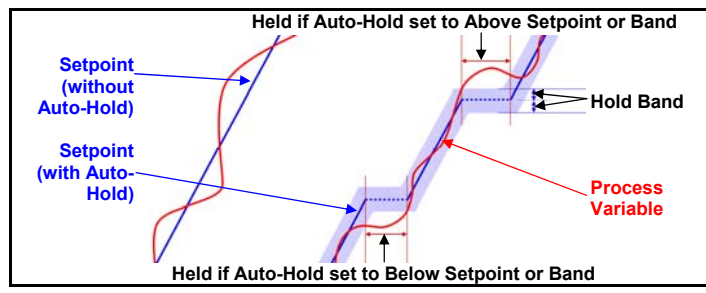 Held if Auto-Hold set to Above Setpoint or Band
Setpoint
(without
Auto-Hold)
Hold Band
Setpoint
(with Auto-
Hold)
Process
Variable
Held if Auto-Hold set to Below Setpoint or Band